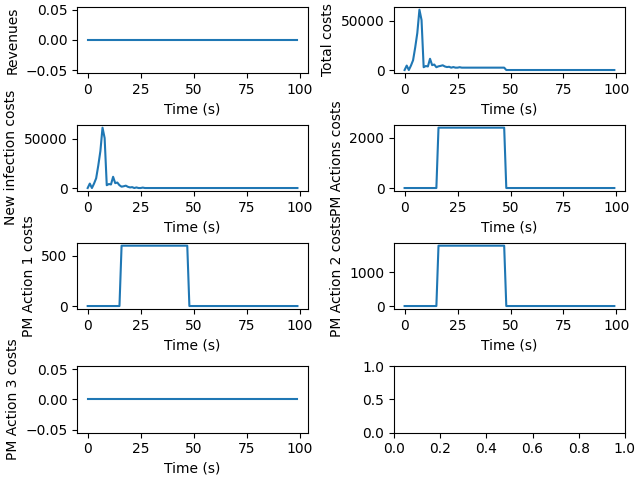 Revenues
0.05
0.00
−0.05
0 25 50 75 100
Time (s)
Total costs
50000
0
0 25 50 75 100
Time (s)
New infection costs
50000
0
0 25 50 75 100
Time (s)
PM Actions costs
2000
0
0 25 50 75 100
Time (s)
PM Action 1 costs
500
0
0 25 50 75 100
Time (s)
PM Action 2 costs
1000
0
0 25 50 75 100
Time (s)
PM Action 3 costs
0.05
0.00
−0.05
0 25 50 75 100
Time (s)
1.0
0.5
0.0
0.0 0.2 0.4 0.6 0.8 1.0